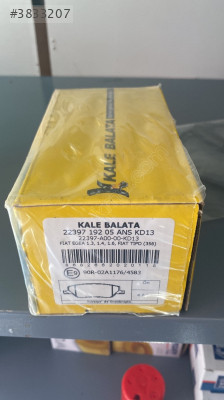 #3833207
KALE BALATA
KALE BALATA
22397 192 05 ANS KD13
22397-A00-00-KD13
FIAT EGEA 1.3, 1.4, 1.6, FIAT TIPO (356)
E9
90R-02A1176/4583